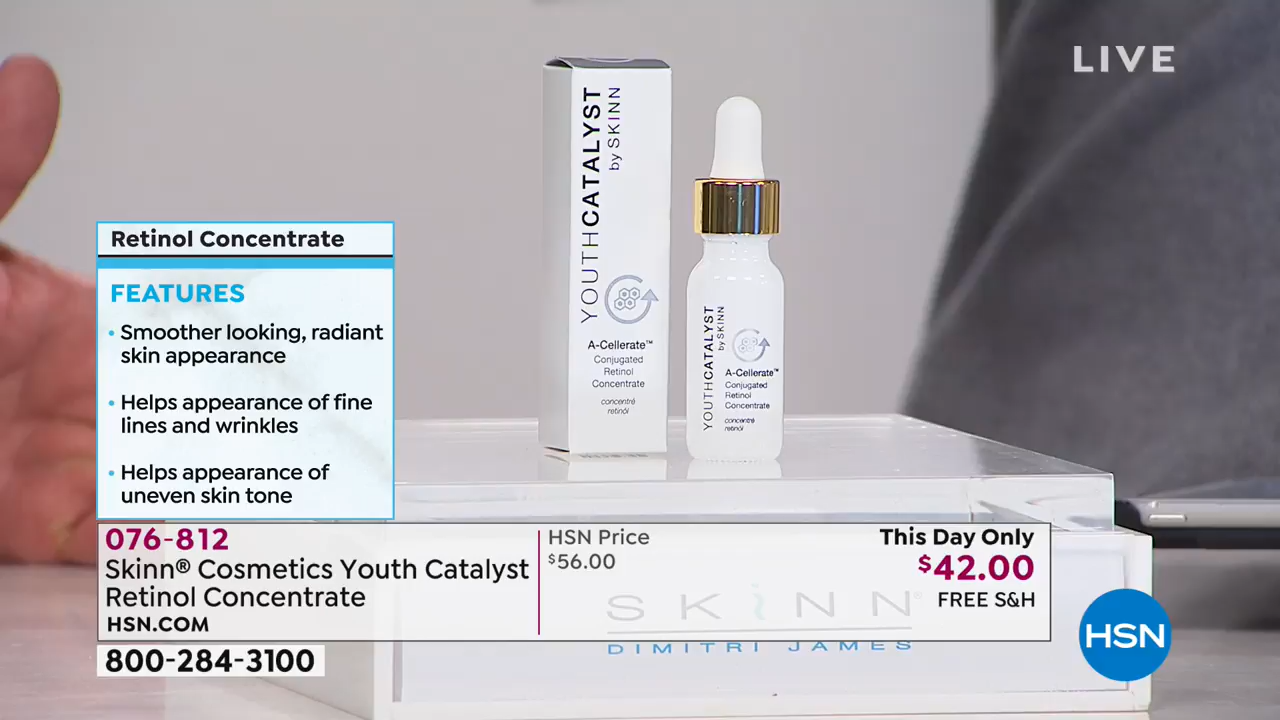 LIVE
YOUTHCATALYST
by SKINN
A-Cellerate™
Conjugated
Retinol
Concentrate
concentré
retinól
YOUTHCATALYST
by SKINN
A-Cellerate™
Conjugated
Retinol
Concentrate
concentré
retinól
Retinol Concentrate
FEATURES
• Smoother looking, radiant
skin appearance
• Helps appearance of fine
lines and wrinkles
• Helps appearance of
uneven skin tone
076-812
Skinn® Cosmetics Youth Catalyst
Retinol Concentrate
HSN.COM
HSN Price
$56.00
This Day Only
$42.00
FREE S&H
800-284-3100
SKiNN®
DIMITRI JAMES
HSN